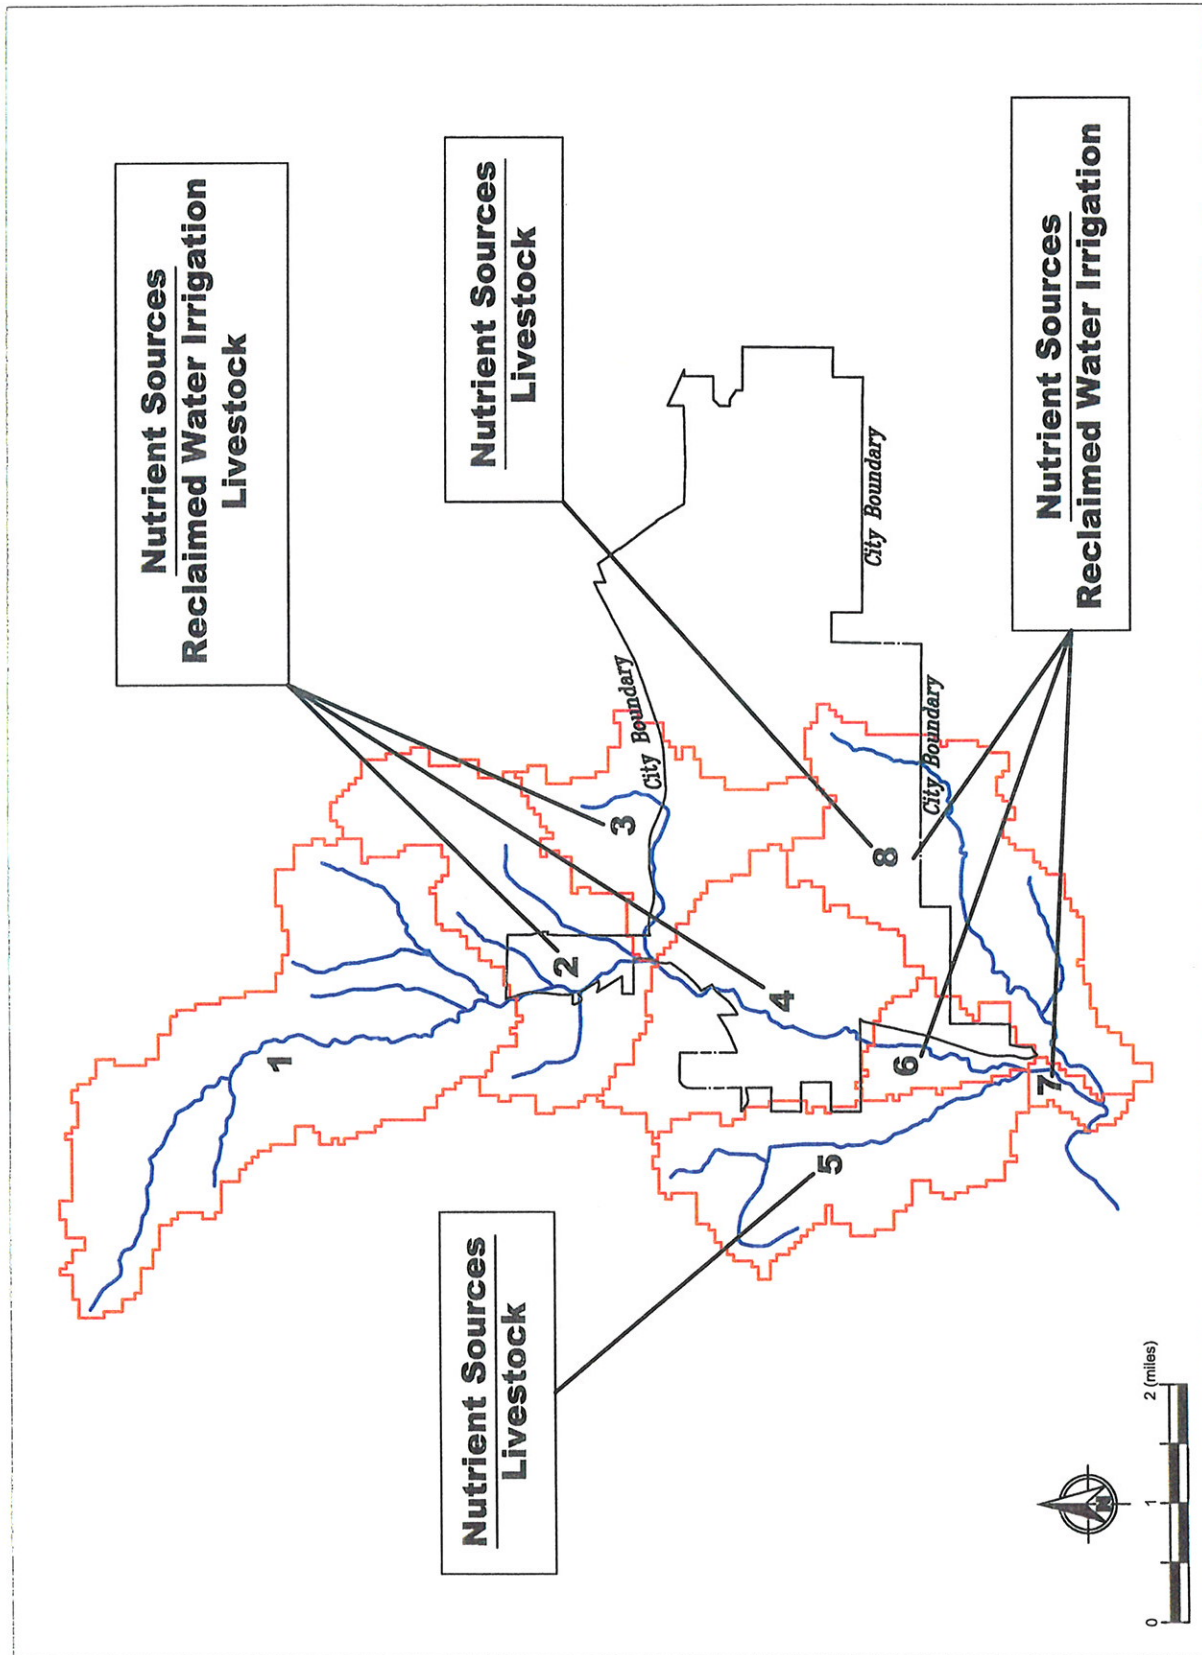 Nutrient Sources
Reclaimed Water Irrigation
Livestock
Nutrient Sources
Livestock
Nutrient Sources
Reclaimed Water Irrigation
Nutrient Sources
Livestock
City Boundary
City Boundary
City Boundary
1
2
3
4
5
6
7
8
N
0 1 2 (miles)